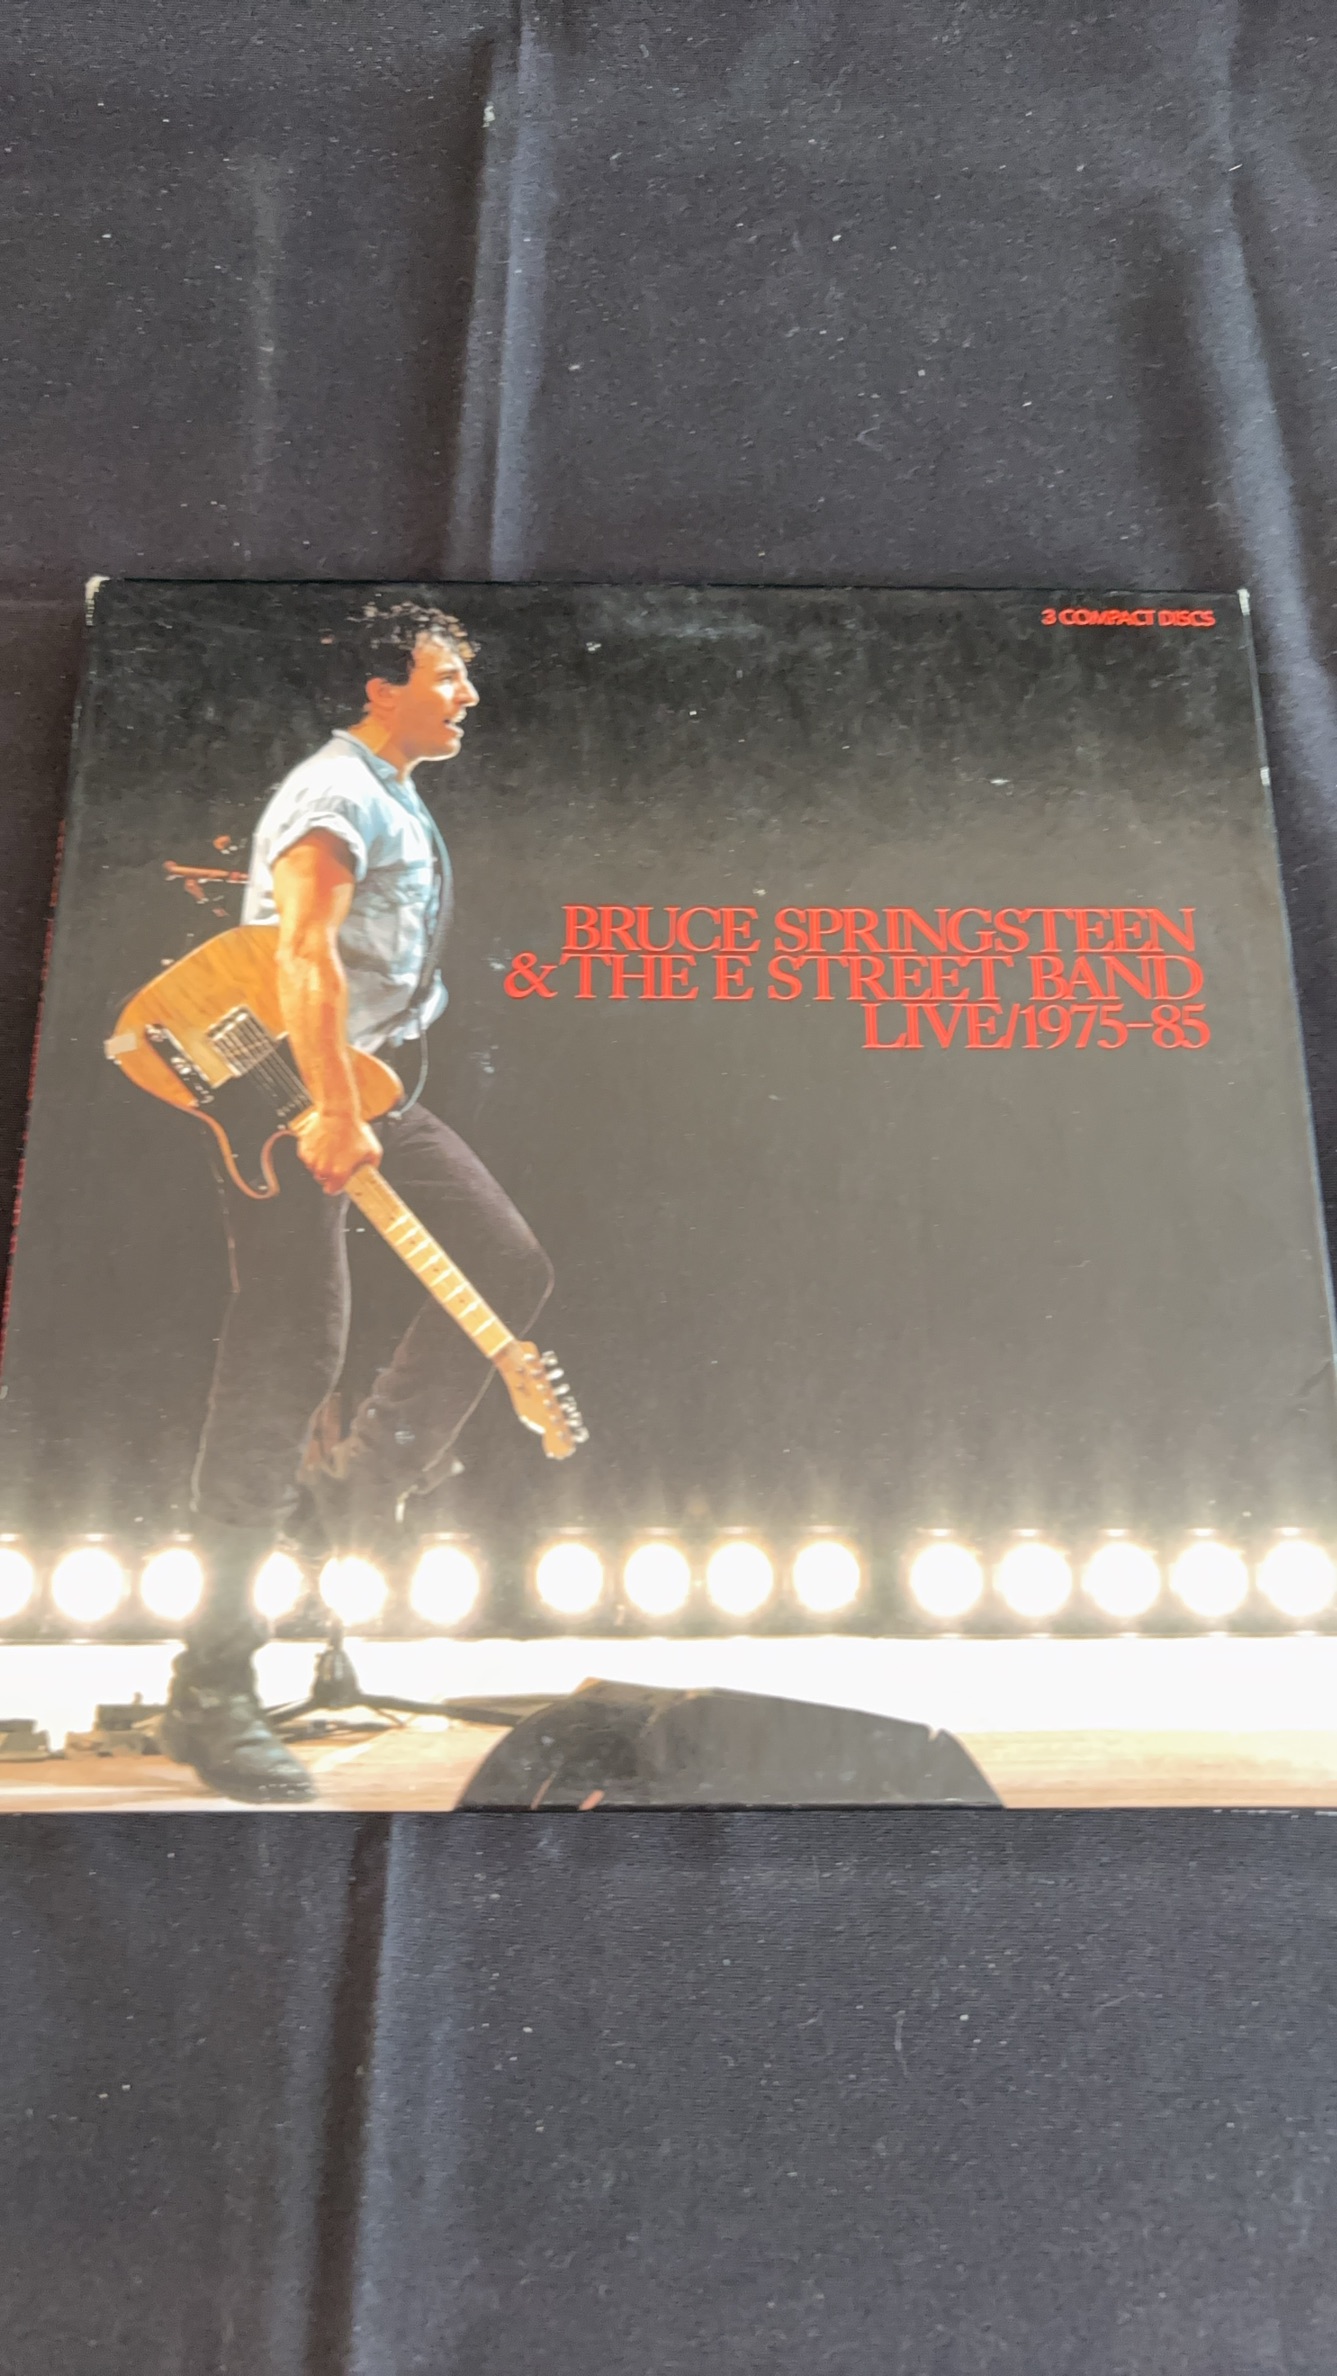 3 COMPACT DISCS
BRUCE SPRINGSTEEN
& THE E STREET BAND
LIVE/1975-85